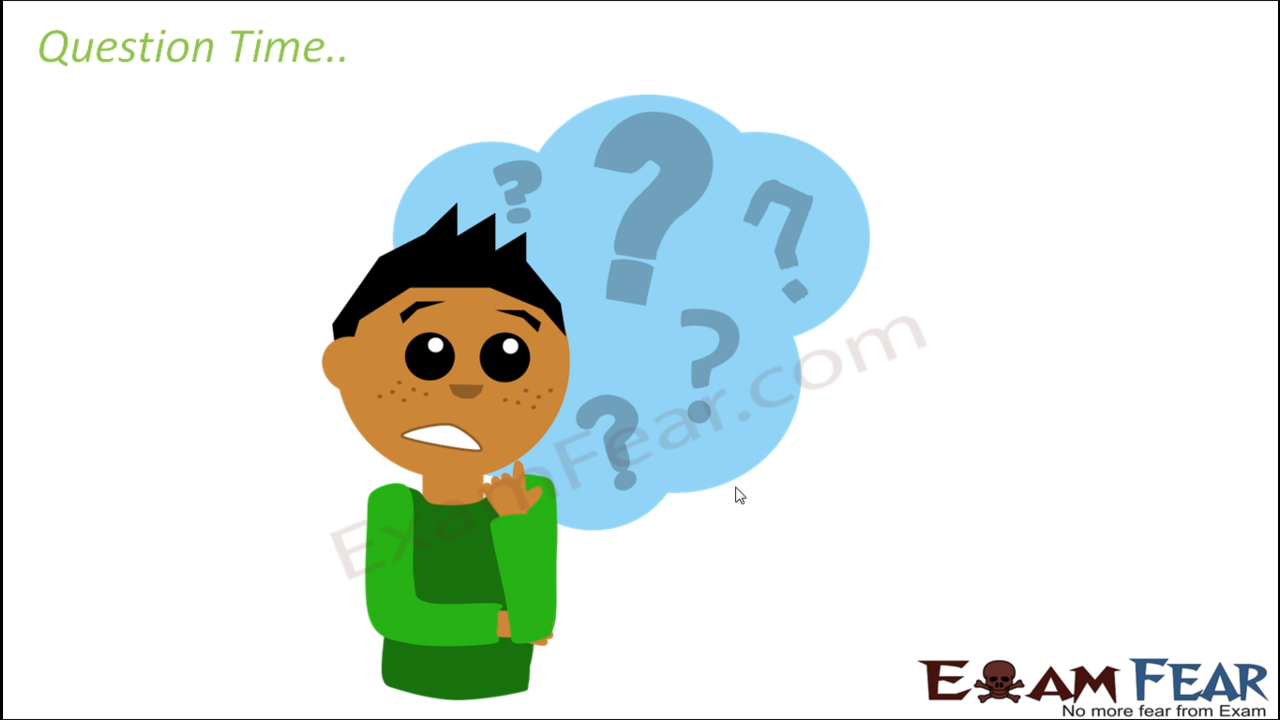 Question Time..
? ? ?
?
?
ExamFear.com
EXAM FEAR
No more fear from Exam